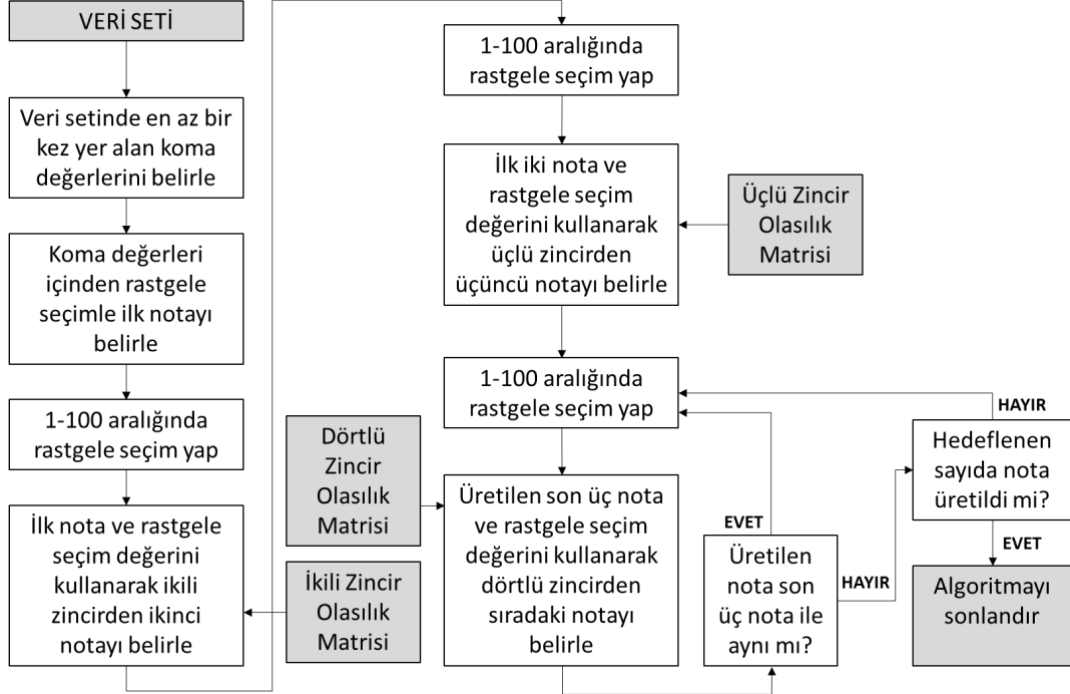 VERİ SETİ
Veri setinde en az bir
kez yer alan koma
değerlerini belirle
Koma değerleri
içinden rastgele
seçimle ilk notayı
belirle
1-100 aralığında
rastgele seçim yap
İlk nota ve rastgele
seçim değerini
kullanarak ikili
zincirden ikinci
notayı belirle
İkili Zincir
Olasılık
Matrisi
1-100 aralığında
rastgele seçim yap
İlk iki nota ve
rastgele seçim
değerini kullanarak
üçlü zincirden
üçüncü notayı belirle
Üçlü Zincir
Olasılık
Matrisi
1-100 aralığında
rastgele seçim yap
Dörtlü
Zincir
Olasılık
Matrisi
Üretilen son üç nota
ve rastgele seçim
değerini kullanarak
dörtlü zincirden
sıradaki notayı
belirle
EVET
Üretilen
nota son
üç nota ile
aynı mı?
HAYIR
HAYIR
Hedeflenen
sayıda nota
üretildi mi?
EVET
Algoritmayı
sonlandır